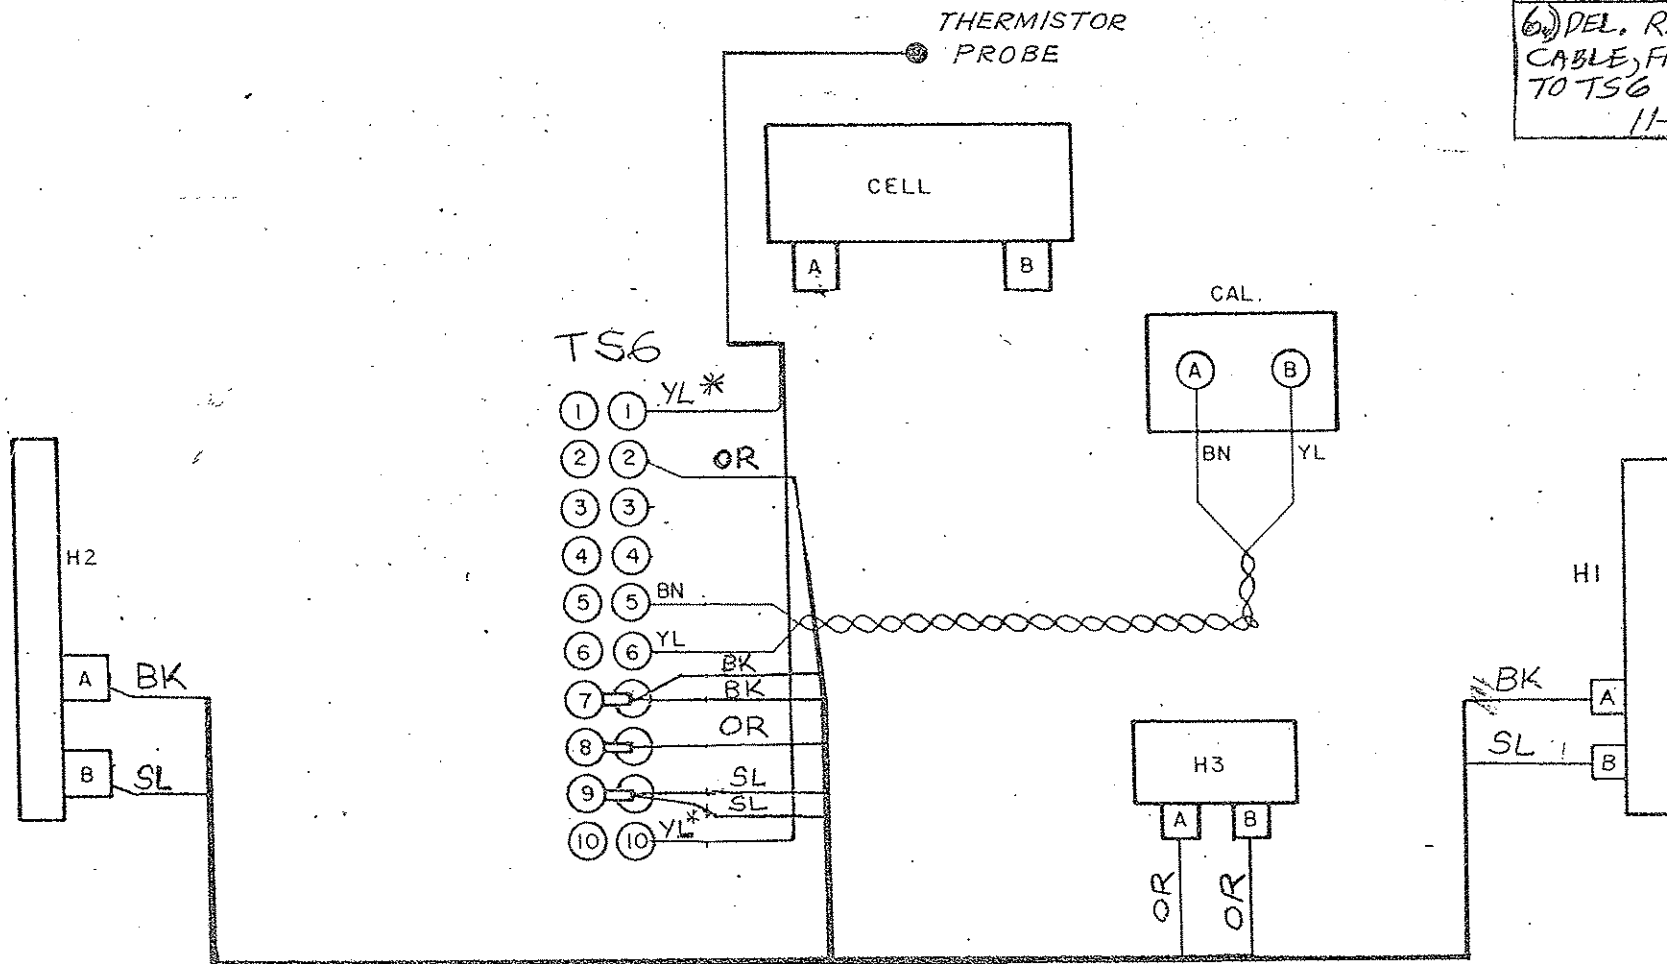 THERMISTOR
PROBE
6.) DEL.
CABLE,
TO TS6
11-
CELL
A
B
CAL.
A
B
BN
YL
TS6
1 1 YL*
2 2 OR
3 3
4 4
5 5 BN
6 6 YL
BK
7 BK
8 OR
9 SL
SL
10 10 YL**
H2
A BK
B SL
H1
BK A
SL B
H3
A B
OR OR